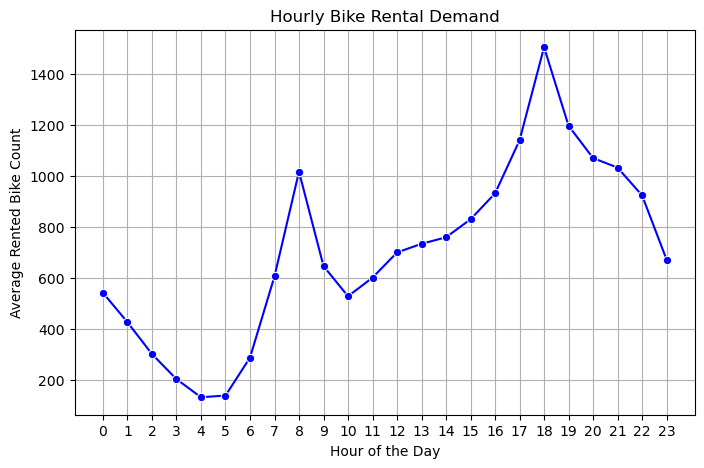 Hourly Bike Rental Demand
Average Rented Bike Count
1400
1200
1000
800
600
400
200
0 1 2 3 4 5 6 7 8 9 10 11 12 13 14 15 16 17 18 19 20 21 22 23
Hour of the Day